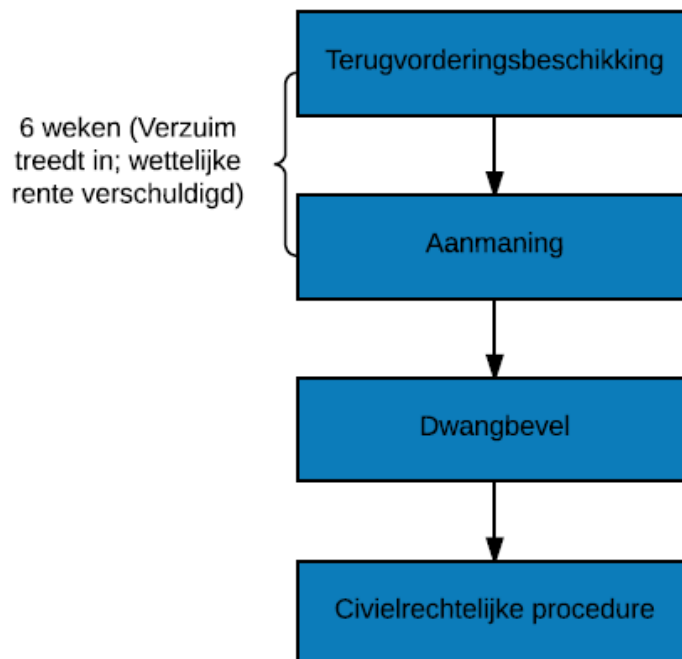 Terugvorderingsbeschikking
6 weken (Verzuim
treedt in; wettelijke
rente verschuldigd)
Aanmaning
Dwangbevel
Civielrechtelijke procedure